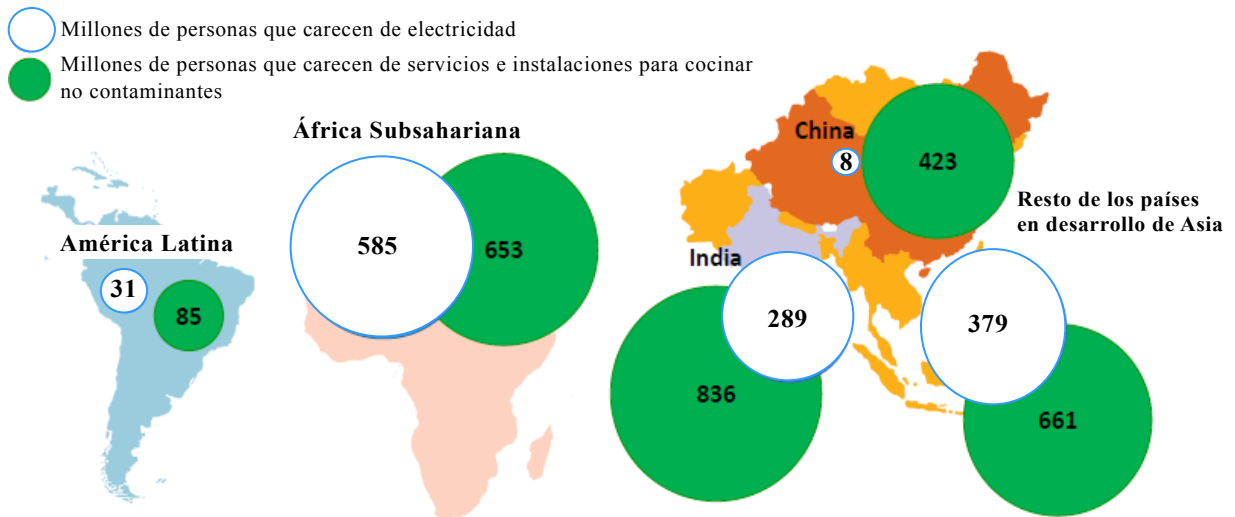 Millones de personas que carecen de electricidad
Millones de personas que carecen de servicios e instalaciones para cocinar
no contaminantes
África Subsahariana
585
653
América Latina
31
85
China
8
423
Resto de los países
en desarrollo de Asia
India
289
379
836
661